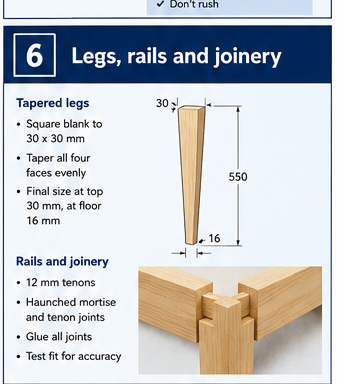 ✓ Don't rush
6 Legs, rails and joinery
Tapered legs
• Square blank to
30 x 30 mm
• Taper all four
faces evenly
• Final size at top
30 mm, at floor
16 mm
30
550
16
Rails and joinery
• 12 mm tenons
• Haunched mortise
and tenon joints
• Glue all joints
• Test fit for accuracy